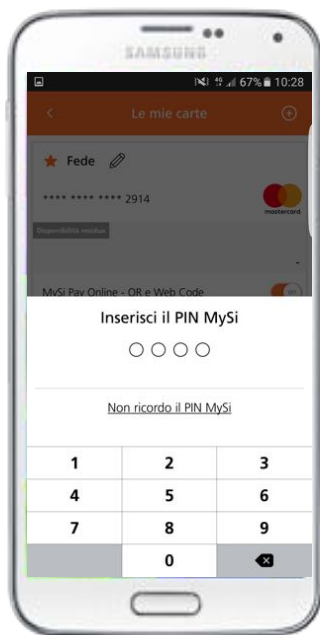 SAMSUNG
67% 10:28
Le mie carte
Fede
**** **** **** 2914
mastercard
Disponibilità residua
-
MySi Pay Online - QR e Web Code
on
Inserisci il PIN MySi
Non ricordo il PIN MySi
1 2 3
4 5 6
7 8 9
0